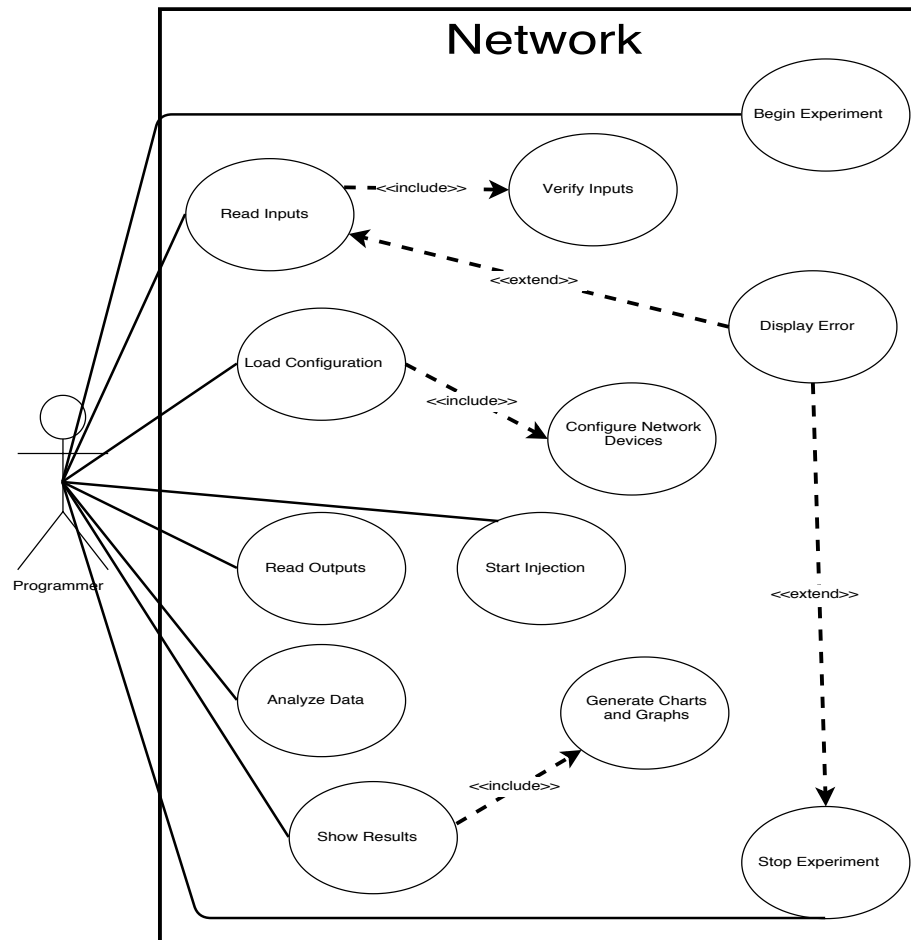 Network
Begin Experiment
<<include>>
Verify Inputs
Read Inputs
<<extend>>
Display Error
Load Configuration
<<include>>
Configure Network
Devices
Programmer
Read Outputs
Start Injection
<<extend>>
Analyze Data
Generate Charts
and Graphs
<<include>>
Show Results
Stop Experiment